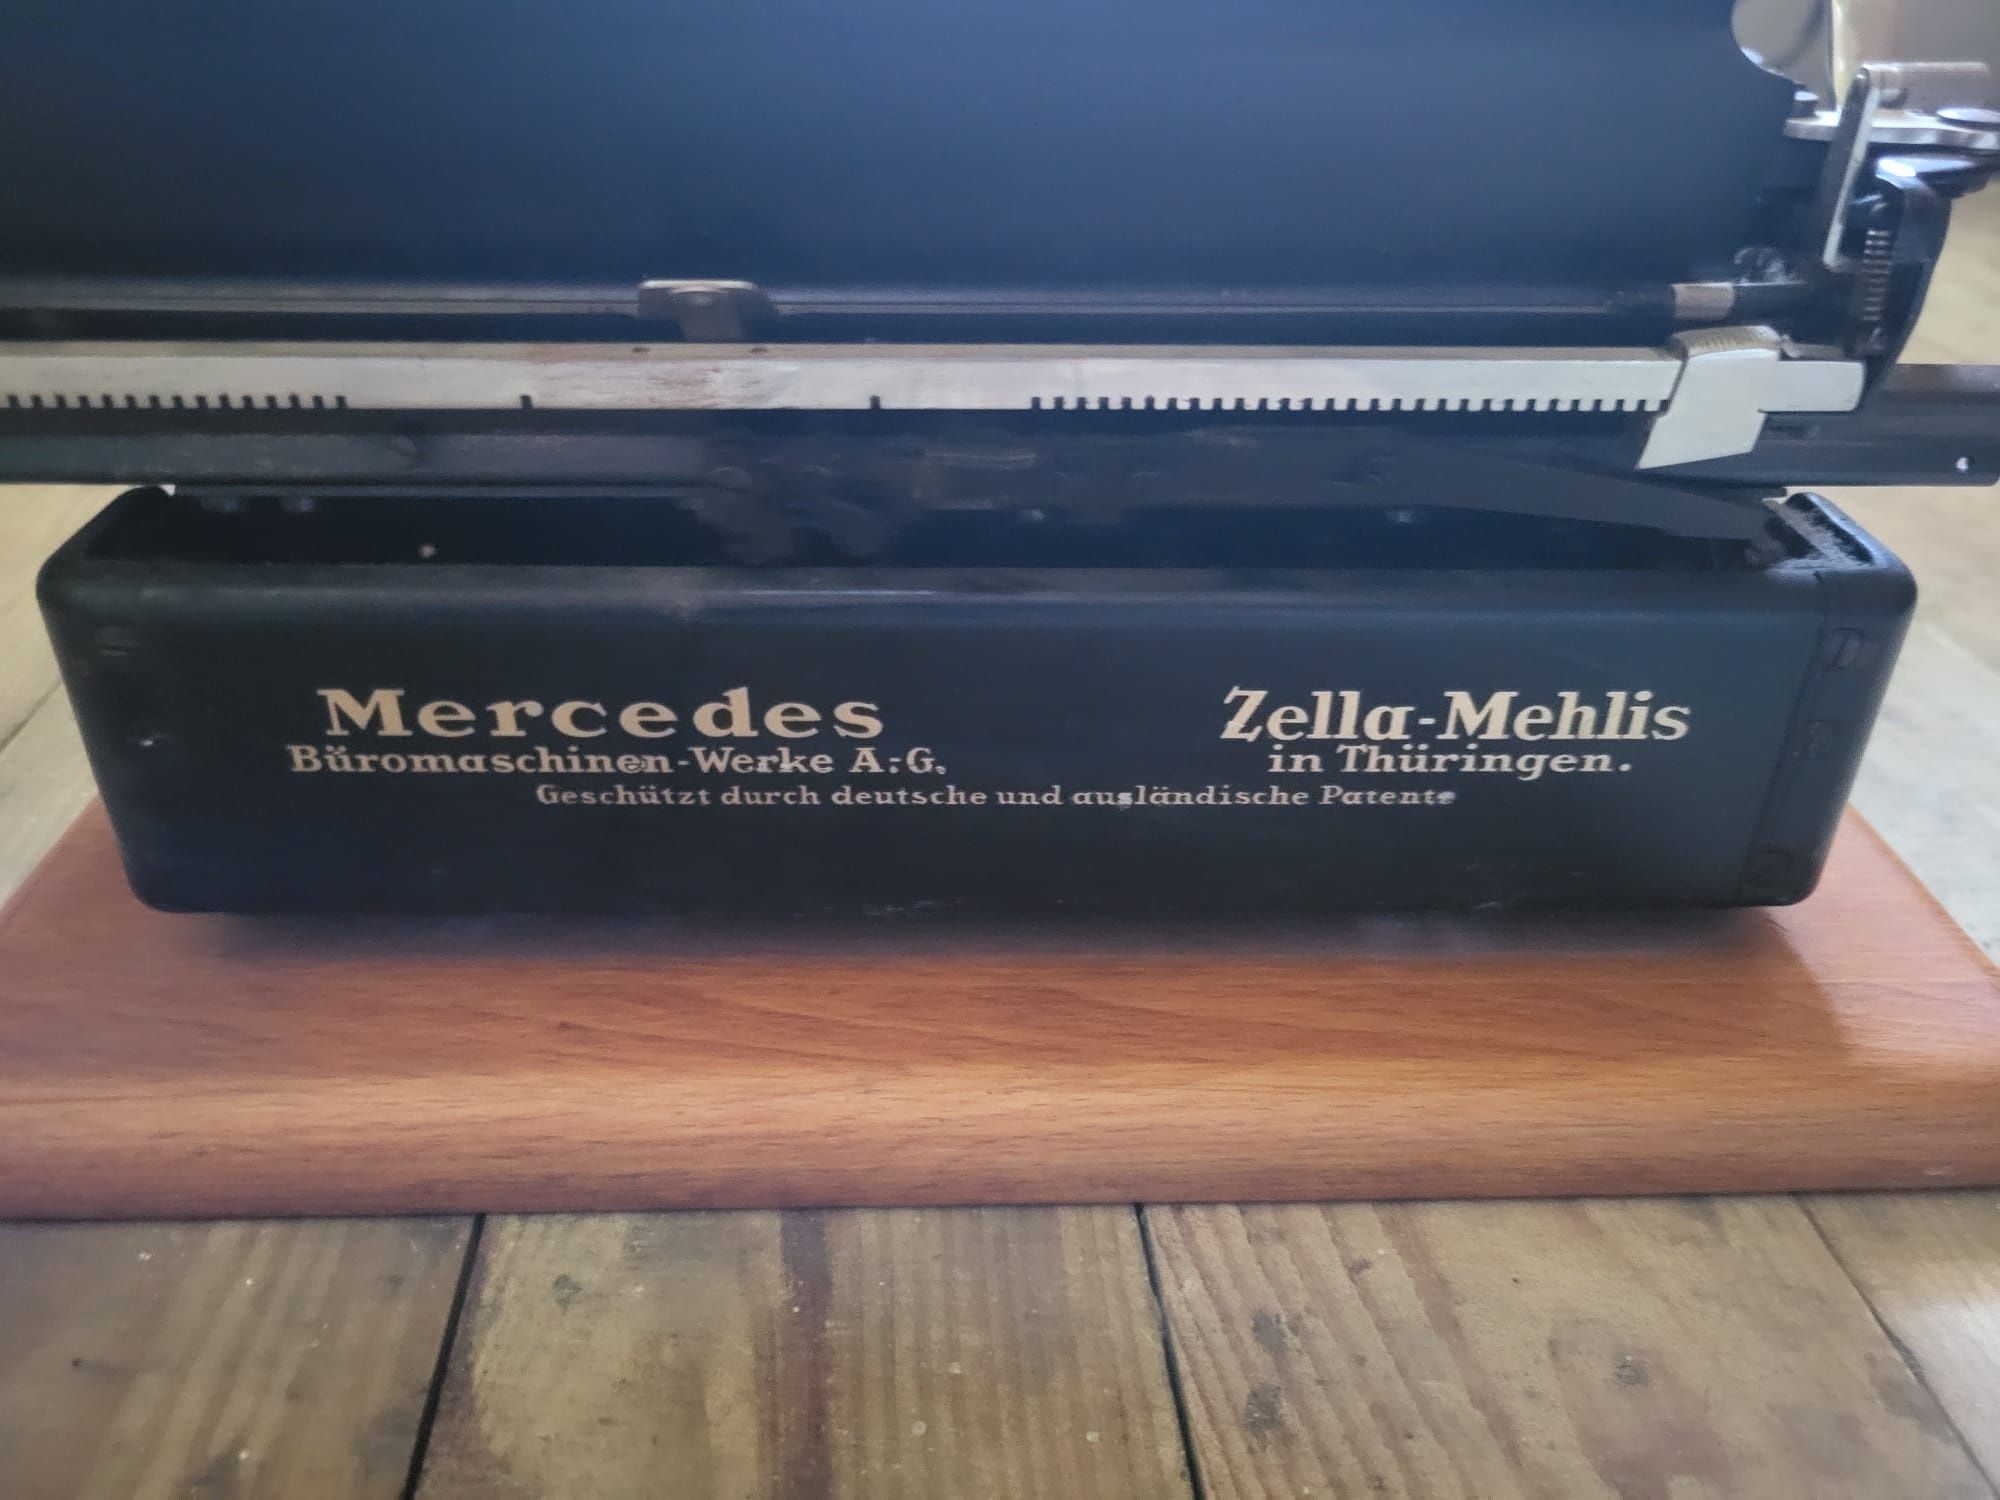 Mercedes
Büromaschinen-Werke A.-G.
Zella-Mehlis
in Thüringen.
Geschützt durch deutsche und ausländische Patente